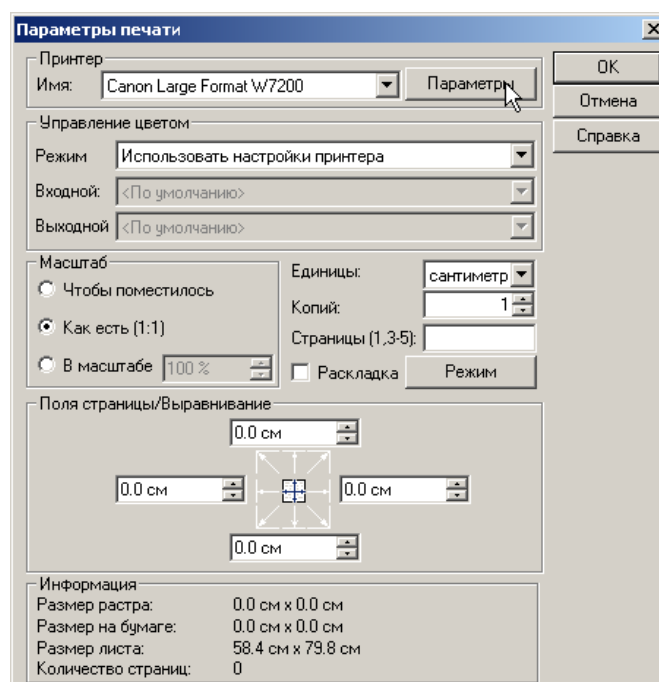 Параметры печати
Принтер
Имя: Canon Large Format W7200 Параметры
OK
Отмена
Справка
Управление цветом
Режим Использовать настройки принтера
Входной: <По умолчанию>
Выходной <По умолчанию>
Масштаб
Чтобы поместилось
Как есть (1:1)
В масштабе 100 %
Единицы: сантиметр
Копий: 1
Страницы (1,3-5):
Раскладка Режим
Поля страницы/Выравнивание
0.0 см
0.0 см 0.0 см
0.0 см
Информация
Размер растра: 0.0 см x 0.0 см
Размер на бумаге: 0.0 см x 0.0 см
Размер листа: 58.4 см x 79.8 см
Количество страниц: 0